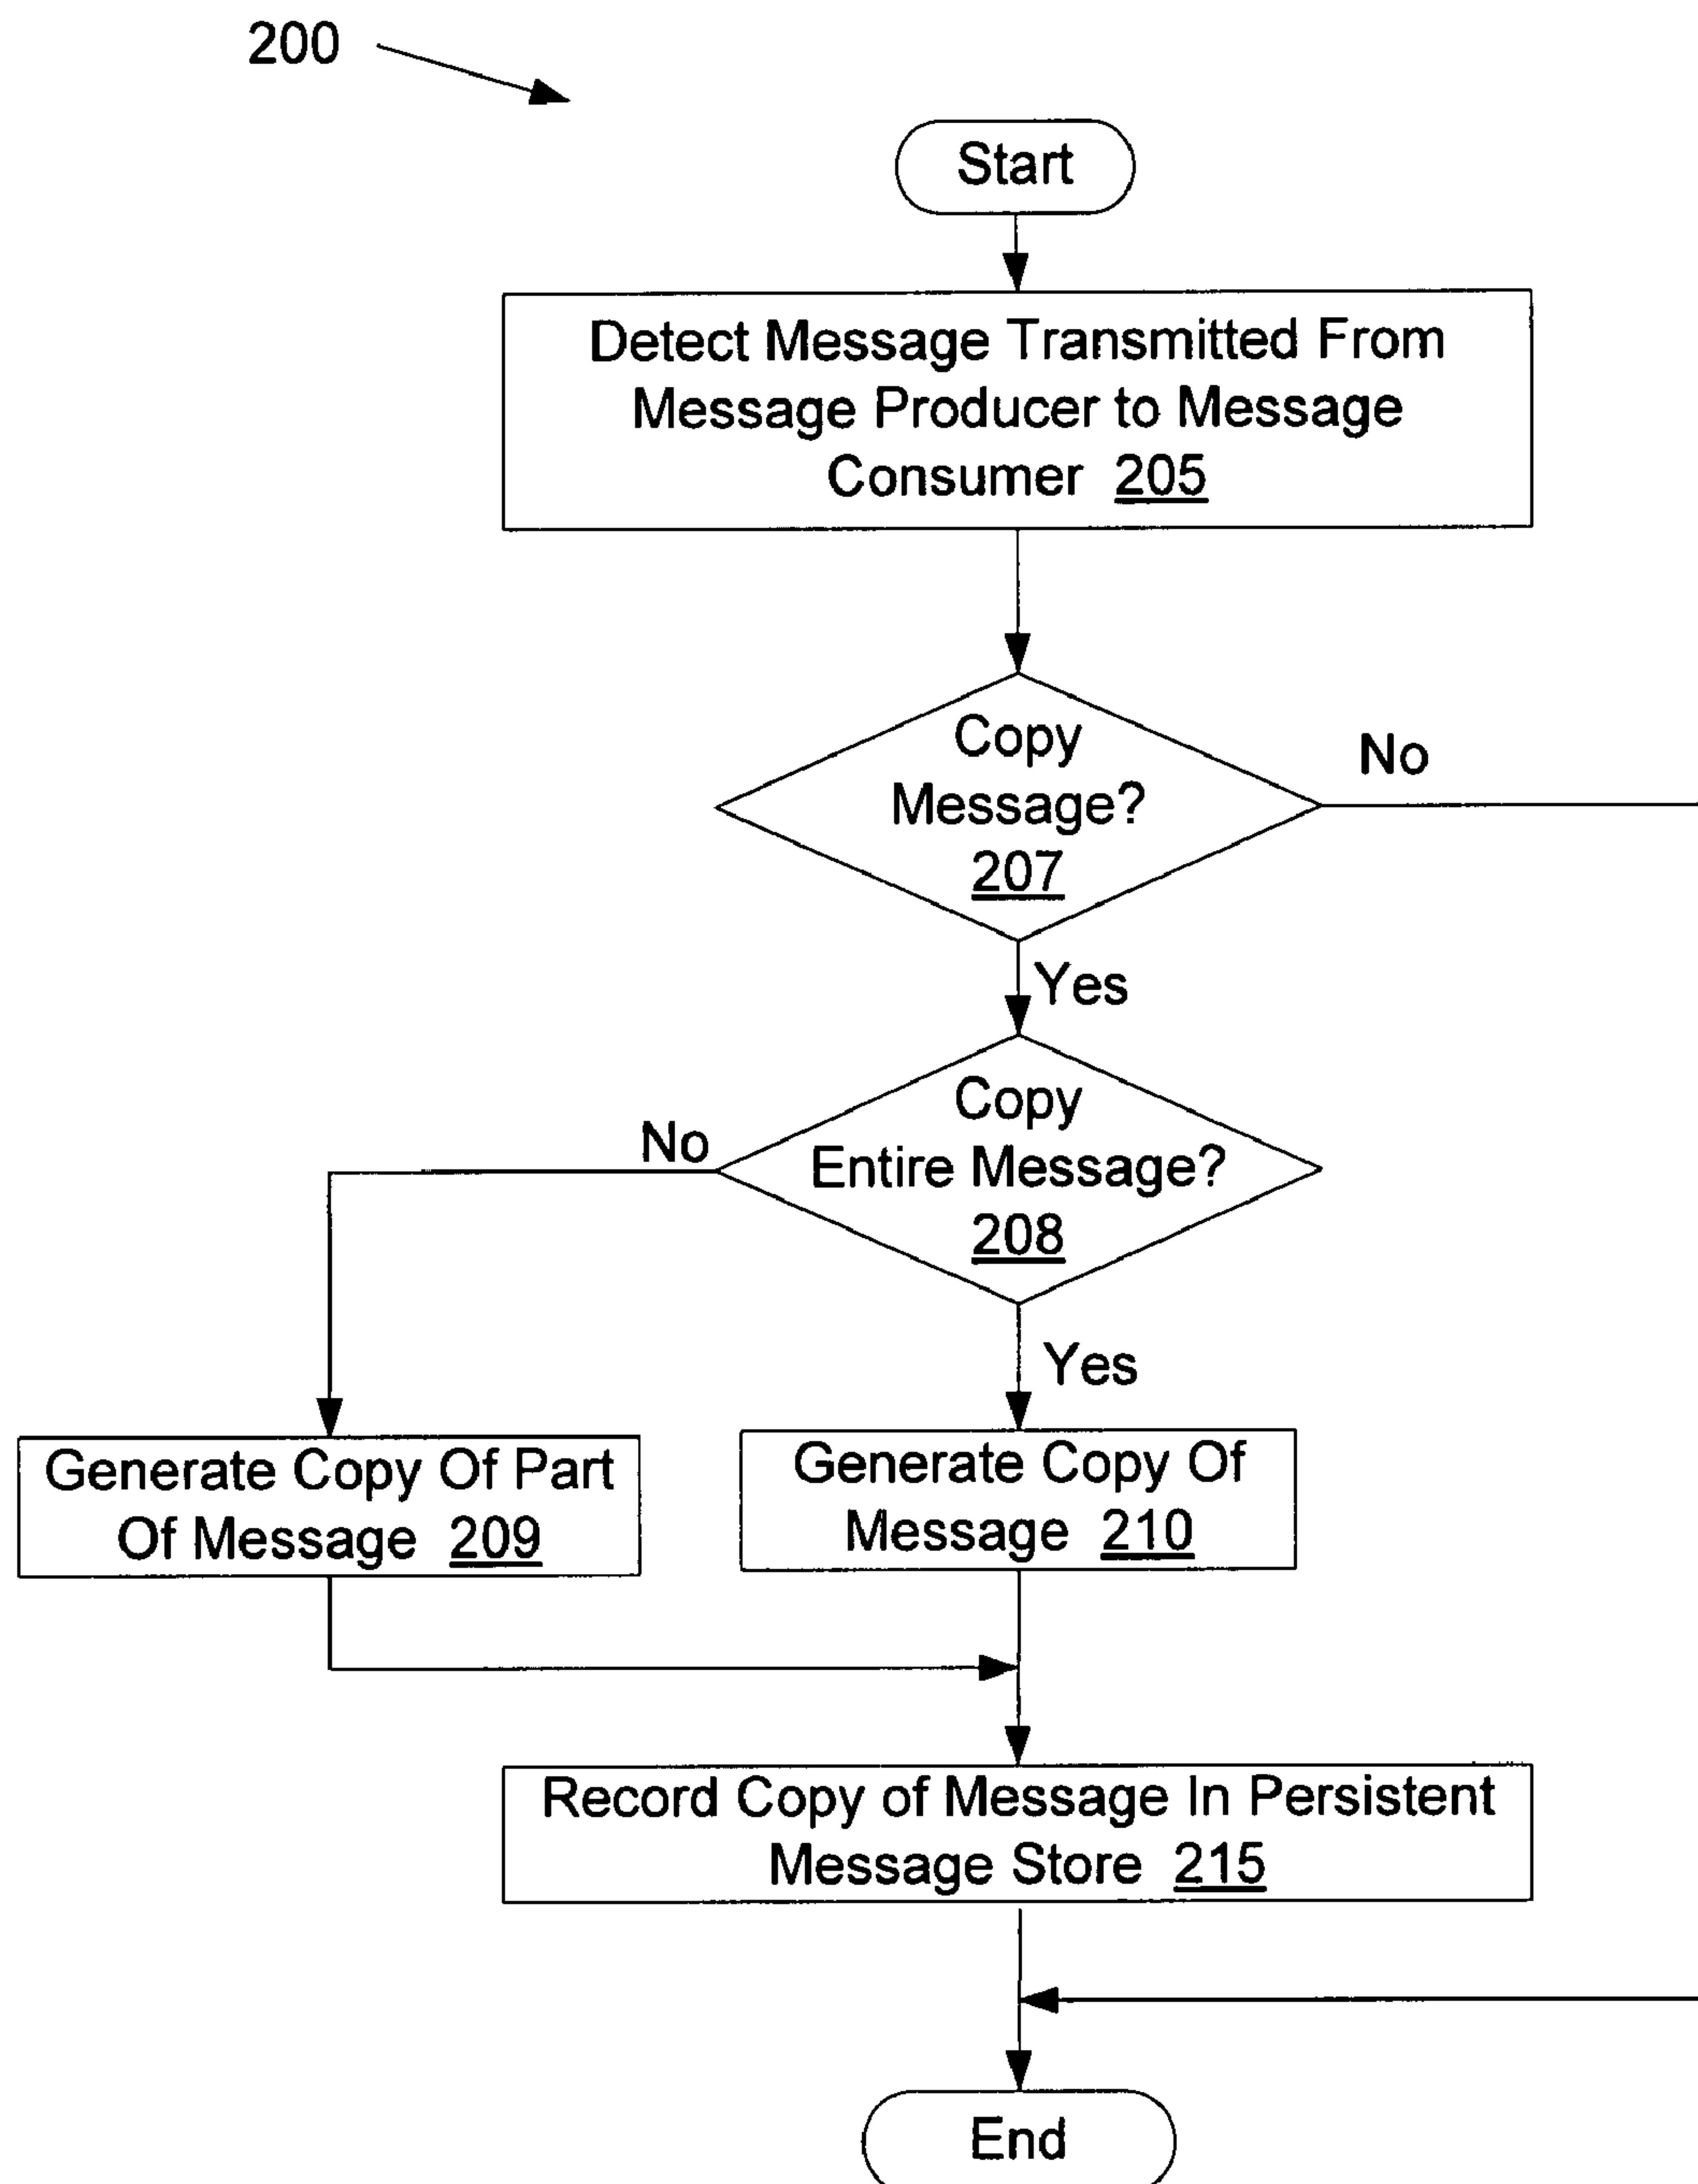 200
Start
Detect Message Transmitted From
Message Producer to Message
Consumer 205
Copy
Message?
207
No
Yes
Copy
Entire Message?
208
No
Yes
Generate Copy Of Part
Of Message 209
Generate Copy Of
Message 210
Record Copy of Message In Persistent
Message Store 215
End